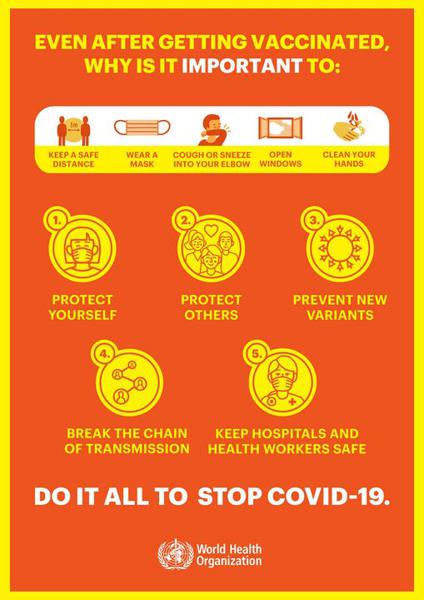 EVEN AFTER GETTING VACCINATED,
WHY IS IT IMPORTANT TO:
1m
KEEP A SAFE
DISTANCE
WEAR A
MASK
COUGH OR SNEEZE
INTO YOUR ELBOW
OPEN
WINDOWS
CLEAN YOUR
HANDS
1.
PROTECT
YOURSELF
2.
PROTECT
OTHERS
3.
PREVENT NEW
VARIANTS
4.
BREAK THE CHAIN
OF TRANSMISSION
5.
KEEP HOSPITALS AND
HEALTH WORKERS SAFE
DO IT ALL TO STOP COVID-19.
World Health
Organization